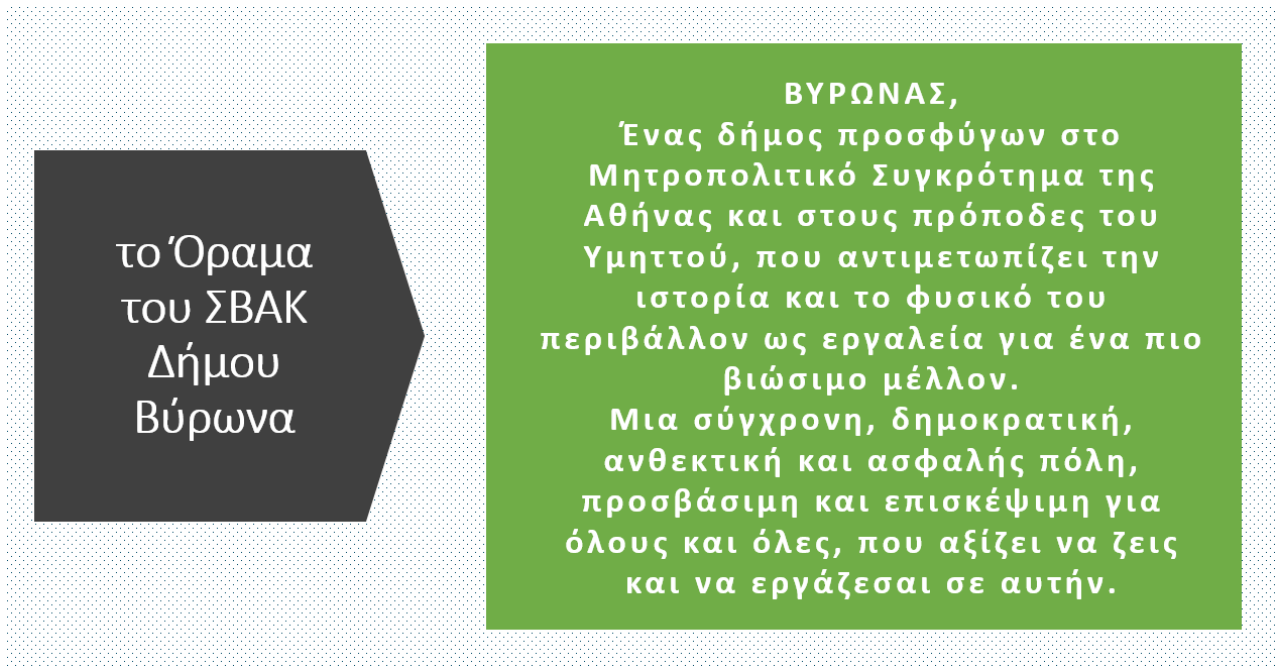 το Όραμα
του ΣΒΑΚ
Δήμου
Βύρωνα
ΒΥΡΩΝΑΣ,
Ένας δήμος προσφύγων στο
Μητροπολιτικό Συγκρότημα της
Αθήνας και στους πρόποδες του
Υμηττού, που αντιμετωπίζει την
ιστορία και το φυσικό του
περιβάλλον ως εργαλεία για ένα πιο
βιώσιμο μέλλον.
Μια σύγχρονη, δημοκρατική,
ανθεκτική και ασφαλής πόλη,
προσβάσιμη και επισκέψιμη για
όλους και όλες, που αξίζει να ζεις
και να εργάζεσαι σε αυτήν.